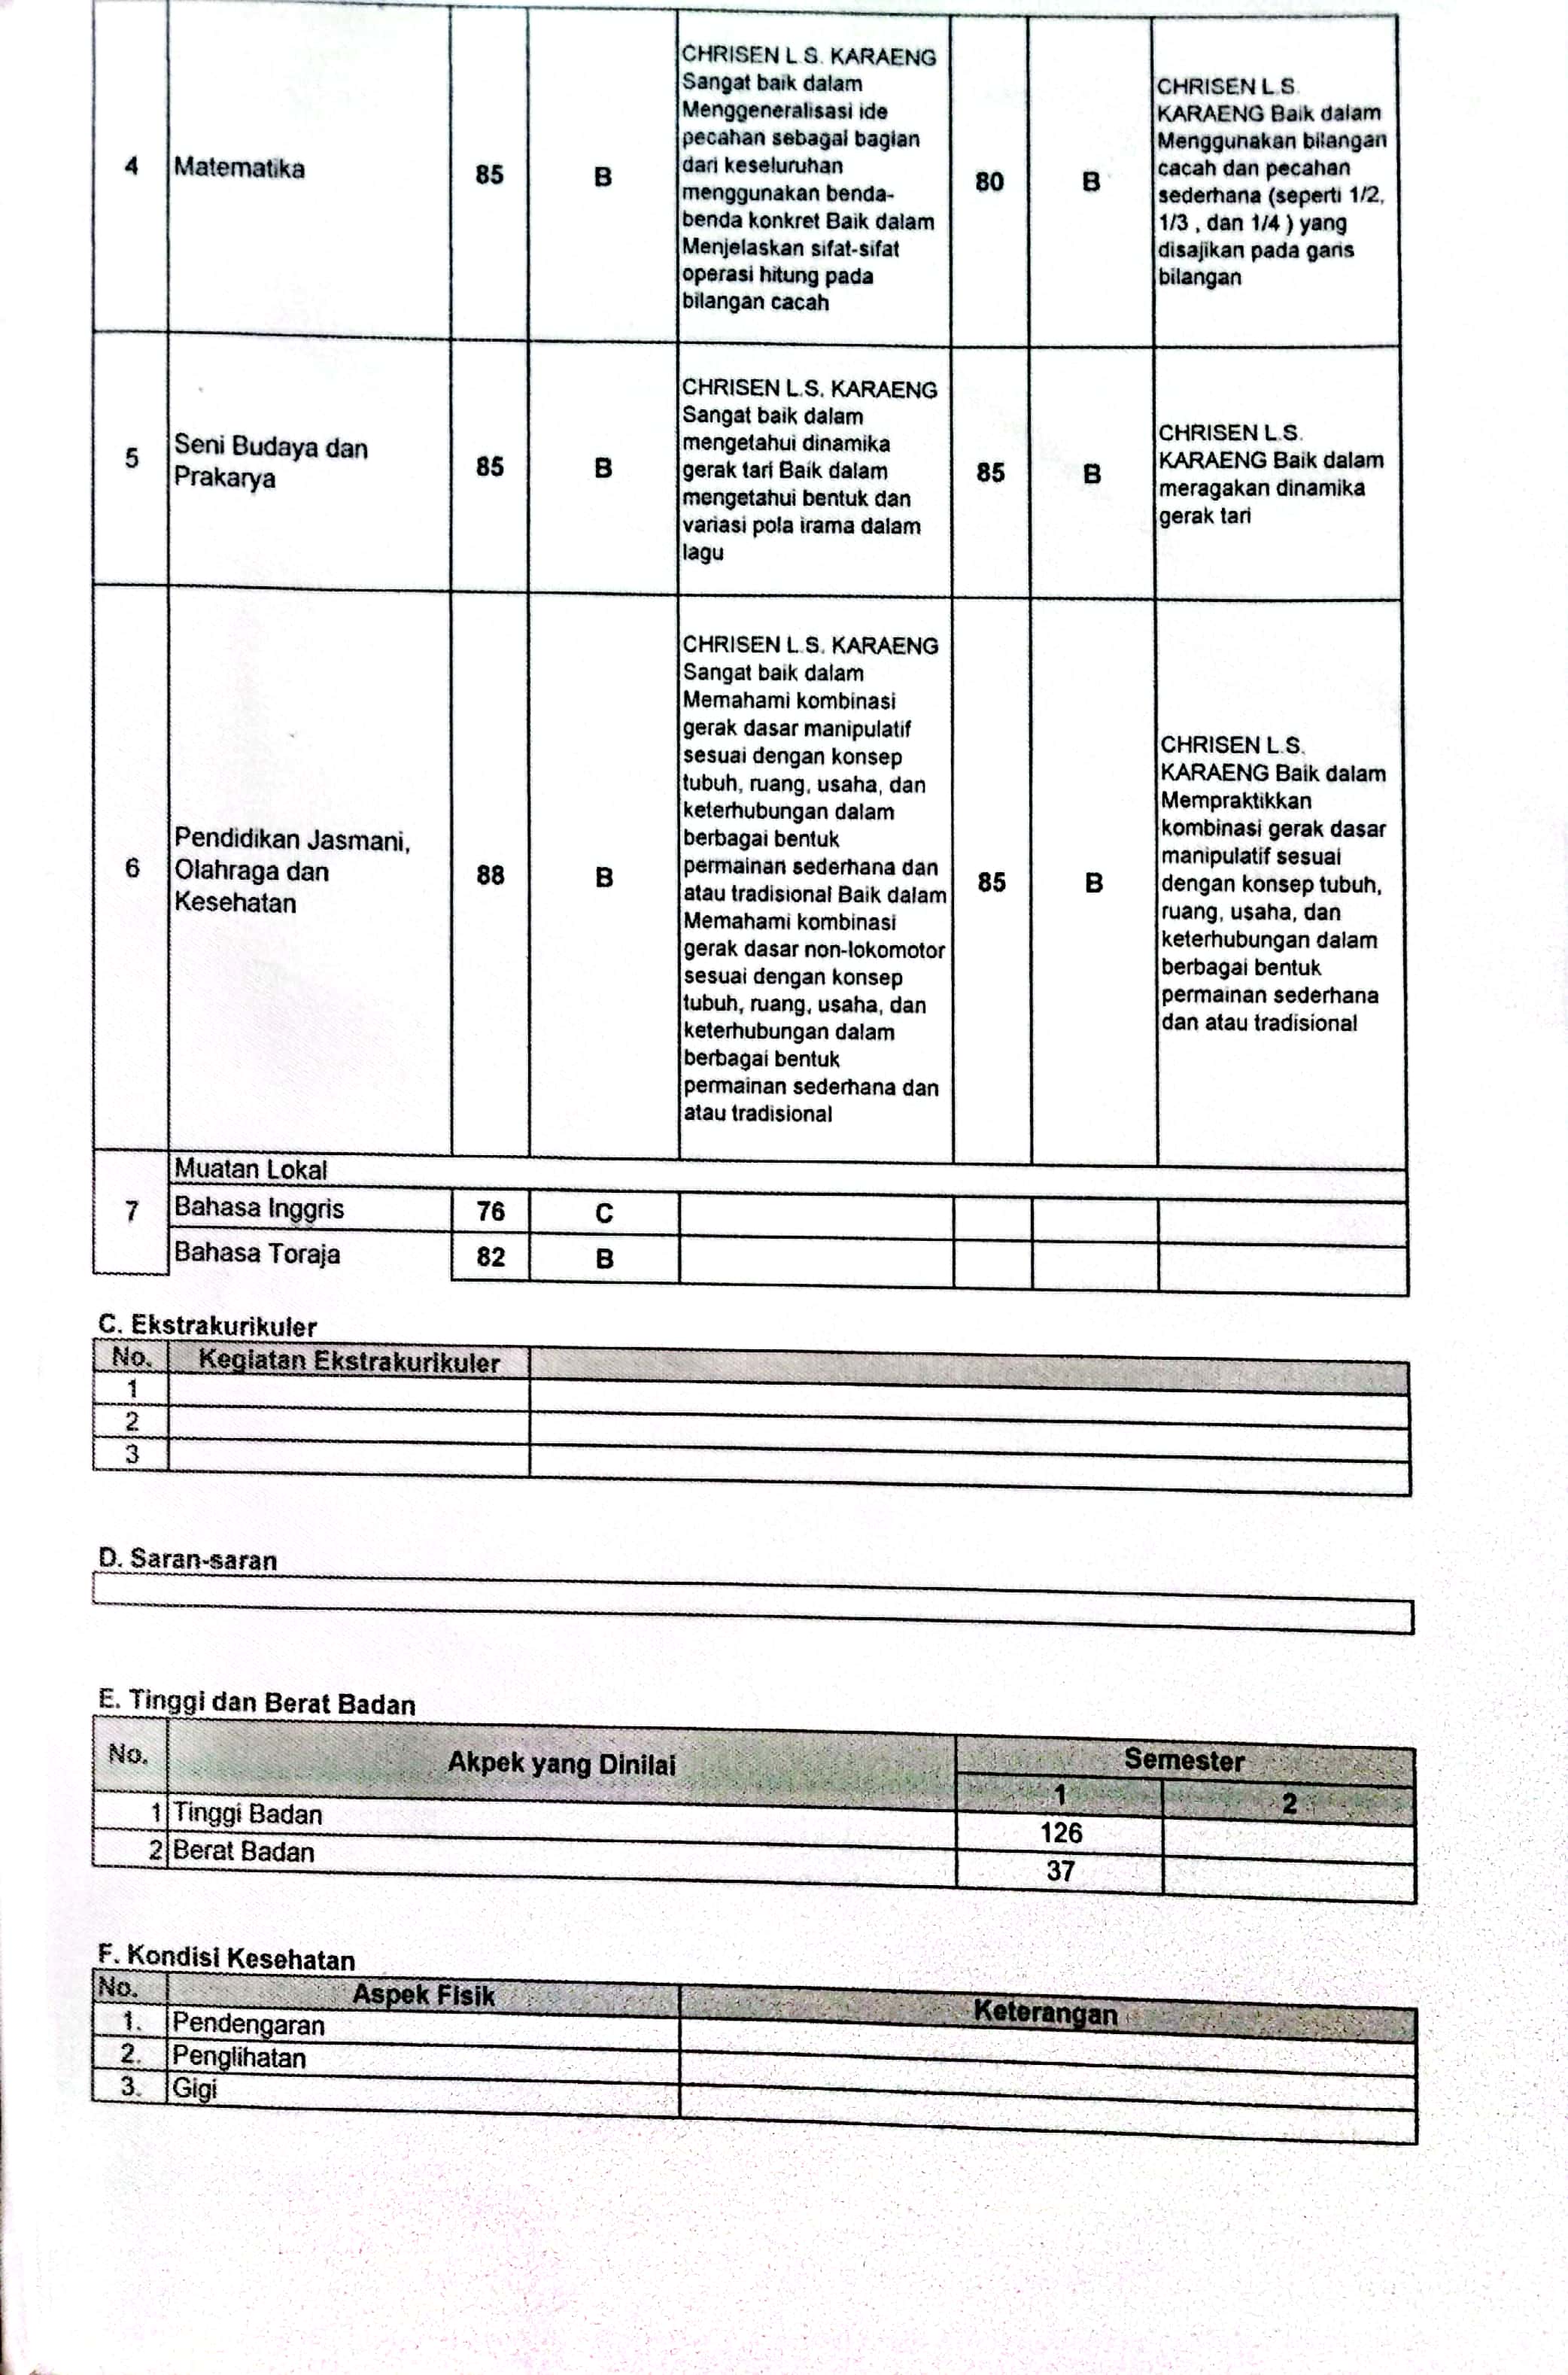 4
Matematika
85
B
CHRISEN L.S. KARAENG
Sangat baik dalam
Menggeneralisasi ide
pecahan sebagai bagian
dari keseluruhan
menggunakan benda-
benda konkret Baik dalam
Menjelaskan sifat-sifat
operasi hitung pada
bilangan cacah
80
B
CHRISEN L.S.
KARAENG Baik dalam
Menggunakan bilangan
cacah dan pecahan
sederhana (seperti 1/2,
1/3 , dan 1/4 ) yang
disajikan pada garis
bilangan
5
Seni Budaya dan
Prakarya
85
B
CHRISEN L.S. KARAENG
Sangat baik dalam
mengetahui dinamika
gerak tari Baik dalam
mengetahui bentuk dan
variasi pola irama dalam
lagu
85
B
CHRISEN L.S.
KARAENG Baik dalam
meragakan dinamika
gerak tari
6
Pendidikan Jasmani,
Olahraga dan
Kesehatan
88
B
CHRISEN L.S. KARAENG
Sangat baik dalam
Memahami kombinasi
gerak dasar manipulatif
sesuai dengan konsep
tubuh, ruang, usaha, dan
keterhubungan dalam
berbagai bentuk
permainan sederhana dan
atau tradisional Baik dalam
Memahami kombinasi
gerak dasar non-lokomotor
sesuai dengan konsep
tubuh, ruang, usaha, dan
keterhubungan dalam
berbagai bentuk
permainan sederhana dan
atau tradisional
85
B
CHRISEN L.S.
KARAENG Baik dalam
Mempraktikkan
kombinasi gerak dasar
manipulatif sesuai
dengan konsep tubuh,
ruang, usaha, dan
keterhubungan dalam
berbagai bentuk
permainan sederhana
dan atau tradisional
7
Muatan Lokal
Bahasa Inggris 76 C
Bahasa Toraja 82 B
C. Ekstrakurikuler
No. Kegiatan Ekstrakurikuler
1
2
3
D. Saran-saran
E. Tinggi dan Berat Badan
No. Akpek yang Dinilai Semester
1 2
1 Tinggi Badan 126
2 Berat Badan 37
F. Kondisi Kesehatan
No. Aspek Fisik Keterangan
1. Pendengaran
2. Penglihatan
3. Gigi